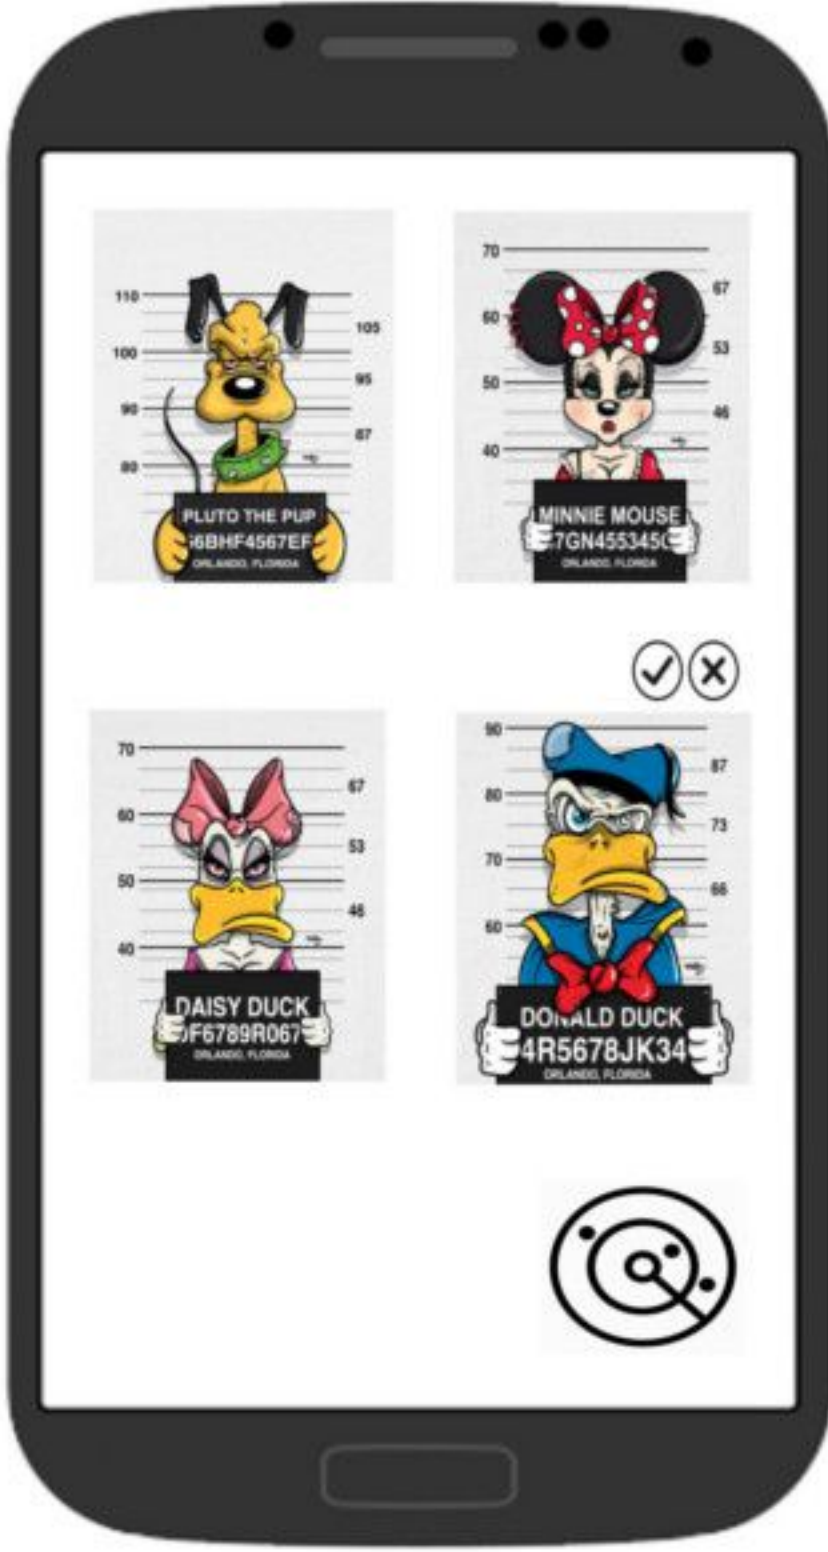 110
105
100
95
90
87
80
PLUTO THE PUP
6BHF4567EF
ORLANDO, FLORIDA
70
67
60
53
50
46
40
MINNIE MOUSE
7GN455345
ORLANDO, FLORIDA
70
67
60
53
50
46
40
DAISY DUCK
F6789R067
ORLANDO, FLORIDA
90
87
80
73
70
66
60
DONALD DUCK
4R5678JK34
ORLANDO, FLORIDA